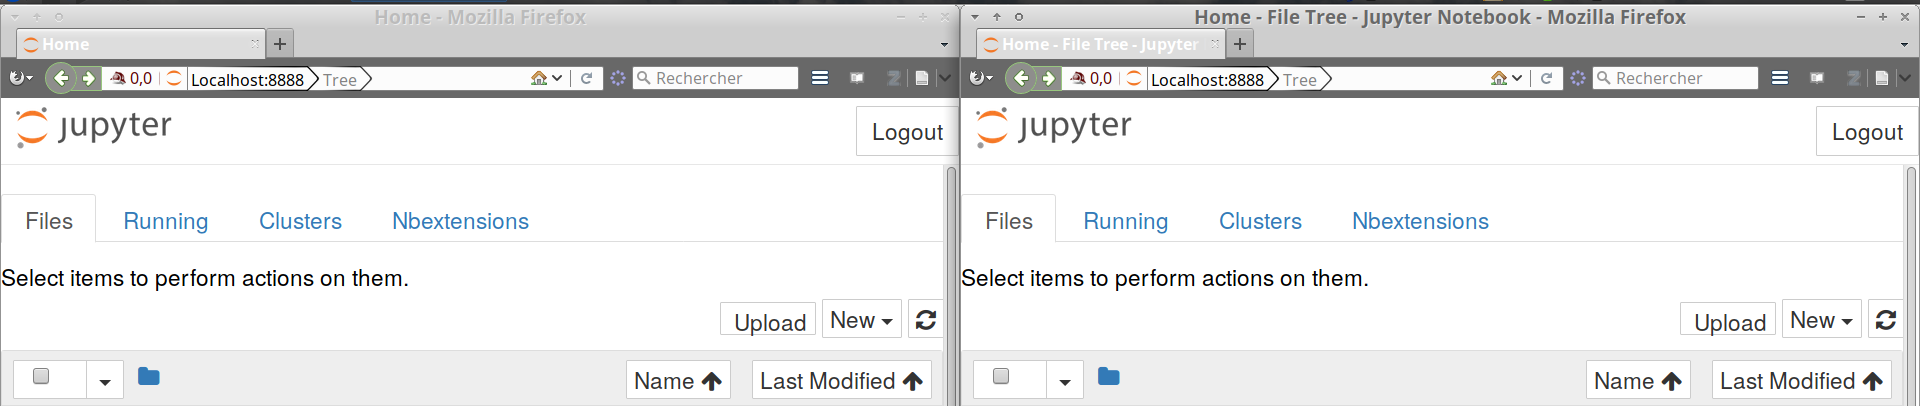 Home - Mozilla Firefox
Home
0,0 Localhost:8888 Tree Rechercher
jupyter Logout
Files Running Clusters Nbextensions
Select items to perform actions on them.
Upload New
Name Last Modified
Home - File Tree - Jupyter Notebook - Mozilla Firefox
Home - File Tree - Jupyter
0,0 Localhost:8888 Tree Rechercher
jupyter Logout
Files Running Clusters Nbextensions
Select items to perform actions on them.
Upload New
Name Last Modified